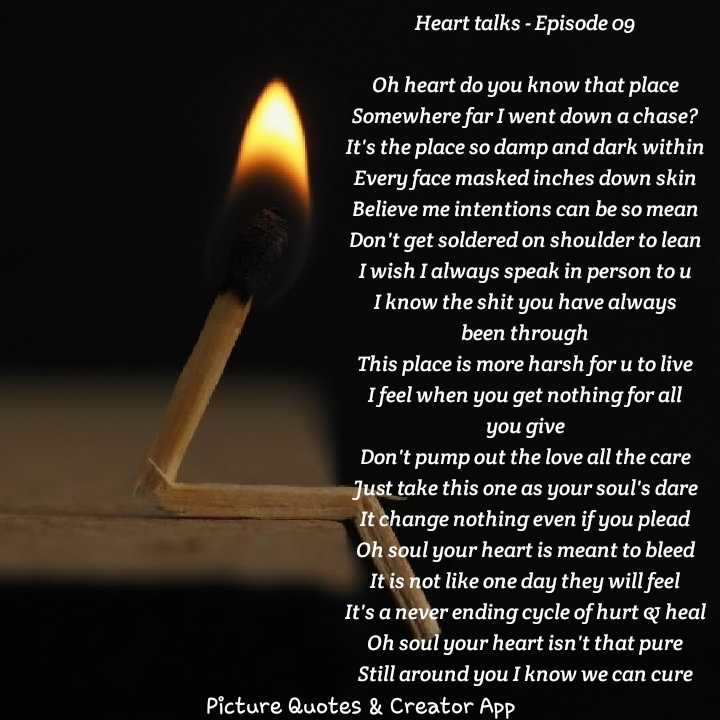 Heart talks - Episode 09
Oh heart do you know that place
Somewhere far I went down a chase?
It's the place so damp and dark within
Every face masked inches down skin
Believe me intentions can be so mean
Don't get soldered on shoulder to lean
I wish I always speak in person to u
I know the shit you have always
been through
This place is more harsh for u to live
I feel when you get nothing for all
you give
Don't pump out the love all the care
Just take this one as your soul's dare
It change nothing even if you plead
Oh soul your heart is meant to bleed
It is not like one day they will feel
It's a never ending cycle of hurt & heal
Oh soul your heart isn't that pure
Still around you I know we can cure
Picture Quotes & Creator App